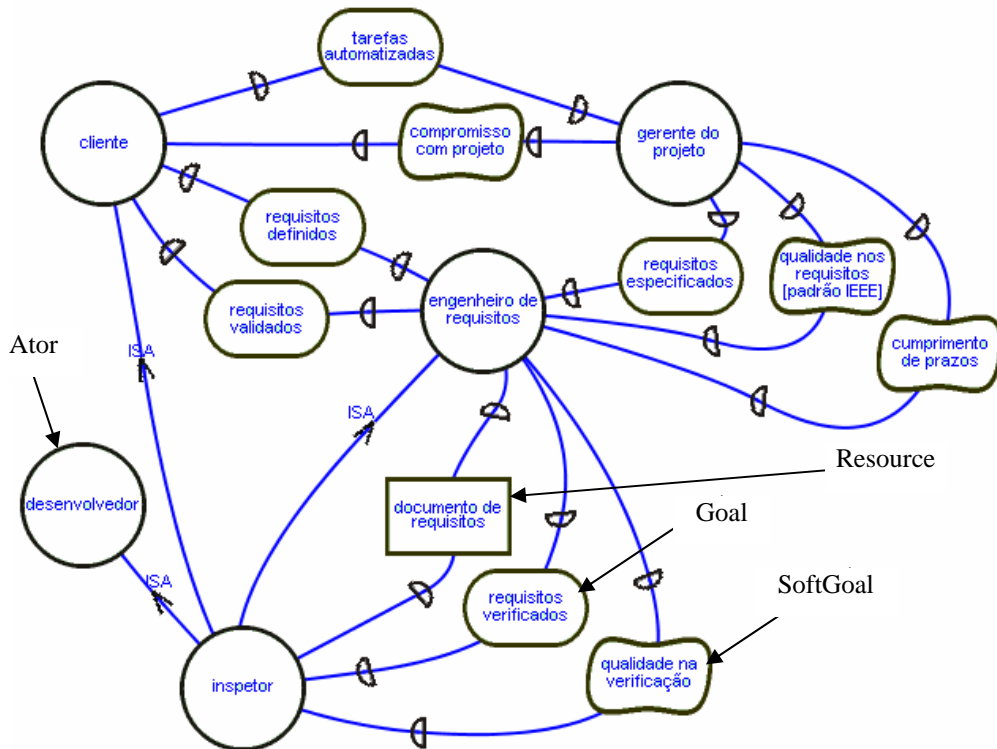 tarefas
automatizadas
cliente
compromisso
com projeto
gerente do
projeto
requisitos
definidos
requisitos
especificados
qualidade nos
requisitos
[padrão IEEE]
engenheiro de
requisitos
requisitos
validados
cumprimento
de prazos
Ator
ISA
ISA
Resource
desenvolvedor
documento de
requisitos
Goal
ISA
requisitos
verificados
SoftGoal
inspetor
qualidade na
verificação